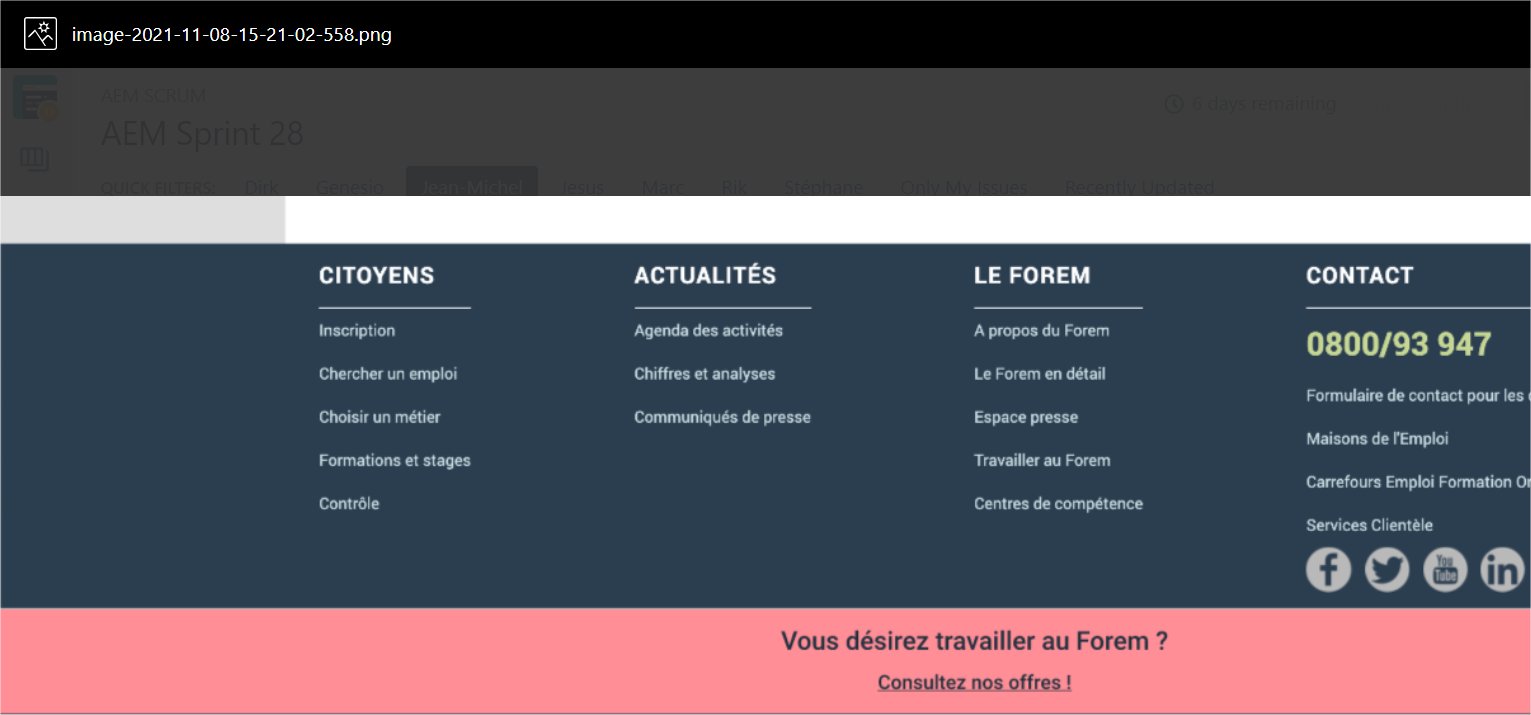 image-2021-11-08-15-21-02-558.png
AEM SCRUM
6 days remaining
AEM Sprint 28
QUICK FILTERS: Dirk Genesio Jean-Michel Jesus Marc Rik Stéphane Only My Issues Recently Updated
CITOYENS
Inscription
Chercher un emploi
Choisir un métier
Formations et stages
Contrôle
ACTUALITÉS
Agenda des activités
Chiffres et analyses
Communiqués de presse
LE FOREM
A propos du Forem
Le Forem en détail
Espace presse
Travailler au Forem
Centres de compétence
CONTACT
0800/93 947
Formulaire de contact pour les
Maisons de l'Emploi
Carrefours Emploi Formation
Services Clientèle
You Tube
in
Vous désirez travailler au Forem ?
Consultez nos offres !